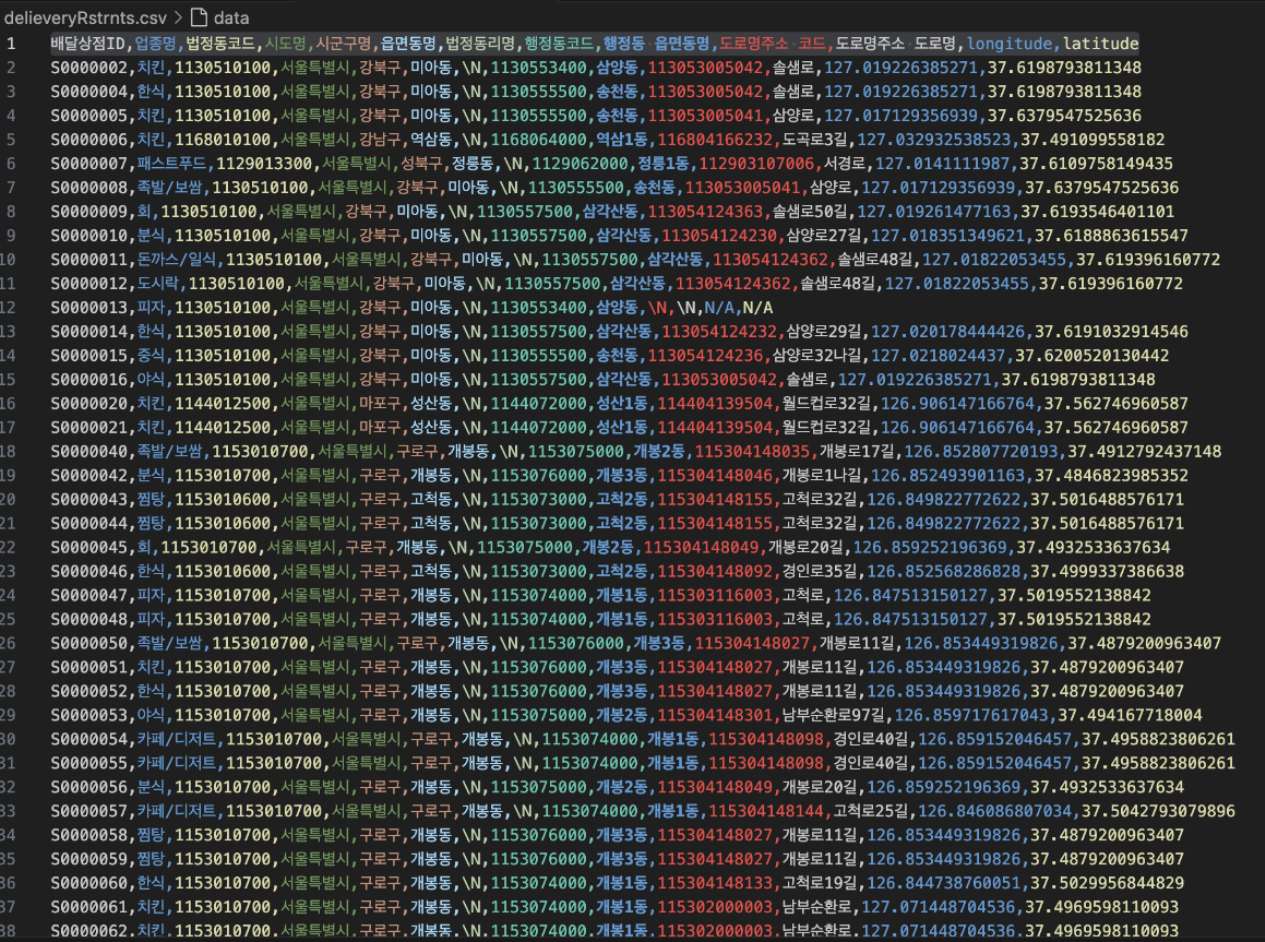 delieveryRstrnts.csv > data
1 배달상점ID,업종명,법정동코드,시도명,시군구명,읍면동명,법정동리명,행정동코드,행정동 읍면동명,도로명주소 코드,도로명주소 도로명,longitude,latitude
2 S0000002,치킨,1130510100,서울특별시,강북구,미아동,\N,1130553400,삼양동,113053005042,솔샘로,127.019226385271,37.6198793811348
3 S0000004,한식,1130510100,서울특별시,강북구,미아동,\N,1130555500,송천동,113053005042,솔샘로,127.019226385271,37.6198793811348
4 S0000005,한식,1130510100,서울특별시,강북구,미아동,\N,1130555500,송천동,113053005041,삼양로,127.017129356939,37.6379547525636
5 S0000006,치킨,1168010100,서울특별시,강남구,역삼동,\N,1168064000,역삼1동,116804166232,도곡로3길,127.032932538523,37.491099558182
6 S0000007,패스트푸드,1129013300,서울특별시,성북구,정릉동,\N,1129062000,정릉1동,112903107006,서경로,127.0141111987,37.6109758149435
7 S0000008,족발/보쌈,1130510100,서울특별시,강북구,미아동,\N,1130555500,송천동,113053005041,삼양로,127.017129356939,37.6379547525636
8 S0000009,회,1130510100,서울특별시,강북구,미아동,\N,1130557500,삼각산동,113054124363,솔샘로50길,127.019261477163,37.6193546401101
9 S0000010,분식,1130510100,서울특별시,강북구,미아동,\N,1130557500,삼각산동,113054124230,삼양로27길,127.018351349621,37.6188863615547
10 S0000011,돈까스/일식,1130510100,서울특별시,강북구,미아동,\N,1130557500,삼각산동,113054124362,솔샘로48길,127.01822053455,37.619396160772
11 S0000012,도시락,1130510100,서울특별시,강북구,미아동,\N,1130557500,삼각산동,113054124362,솔샘로48길,127.01822053455,37.619396160772
12 S0000013,피자,1130510100,서울특별시,강북구,미아동,\N,1130553400,삼양동,\N,\N,N/A,N/A
13 S0000014,한식,1130510100,서울특별시,강북구,미아동,\N,1130557500,삼각산동,113054124232,삼양로29길,127.020178444426,37.6191032914546
14 S0000015,중식,1130510100,서울특별시,강북구,미아동,\N,1130555500,송천동,113054124236,삼양로32나길,127.0218024437,37.6200520130442
15 S0000016,야식,1130510100,서울특별시,강북구,미아동,\N,1130557500,삼각산동,113053005042,솔샘로,127.019226385271,37.6198793811348
16 S0000020,치킨,1144012500,서울특별시,마포구,성산동,\N,1144072000,성산1동,114404139504,월드컵로32길,126.906147166764,37.562746960587
17 S0000021,치킨,1144012500,서울특별시,마포구,성산동,\N,1144072000,성산1동,114404139504,월드컵로32길,126.906147166764,37.562746960587
18 S0000040,족발/보쌈,1153010700,서울특별시,구로구,개봉동,\N,1153075000,개봉2동,115304148035,개봉로17길,126.852807720193,37.4912792437148
19 S0000042,분식,1153010700,서울특별시,구로구,개봉동,\N,1153076000,개봉3동,115304148046,개봉로1나길,126.852493901163,37.4846823985352
20 S0000043,찜탕,1153010600,서울특별시,구로구,고척동,\N,1153073000,고척2동,115304148155,고척로32길,126.849822772622,37.5016488576171
21 S0000044,찜탕,1153010600,서울특별시,구로구,고척동,\N,1153073000,고척2동,115304148155,고척로32길,126.849822772622,37.5016488576171
22 S0000045,회,1153010700,서울특별시,구로구,개봉동,\N,1153075000,개봉2동,115304148049,개봉로20길,126.859252196369,37.4932533637634
23 S0000046,한식,1153010600,서울특별시,구로구,고척동,\N,1153073000,고척2동,115304148092,경인로35길,126.852568286828,37.4999337386638
24 S0000047,피자,1153010700,서울특별시,구로구,개봉동,\N,1153074000,개봉1동,115303116003,고척로,126.847513150127,37.5019552138842
25 S0000048,피자,1153010700,서울특별시,구로구,개봉동,\N,1153074000,개봉1동,115303116003,고척로,126.847513150127,37.5019552138842
26 S0000050,족발/보쌈,1153010700,서울특별시,구로구,개봉동,\N,1153076000,개봉3동,115304148027,개봉로11길,126.853449319826,37.4879200963407
27 S0000051,치킨,1153010700,서울특별시,구로구,개봉동,\N,1153076000,개봉3동,115304148027,개봉로11길,126.853449319826,37.4879200963407
28 S0000052,한식,1153010700,서울특별시,구로구,개봉동,\N,1153076000,개봉3동,115304148027,개봉로11길,126.853449319826,37.4879200963407
29 S0000053,야식,1153010700,서울특별시,구로구,개봉동,\N,1153075000,개봉2동,115304148301,남부순환로97길,126.859717617043,37.494167718004
30 S0000054,카페/디저트,1153010700,서울특별시,구로구,개봉동,\N,1153074000,개봉1동,115304148098,경인로40길,126.859152046457,37.4958823806261
31 S0000055,카페/디저트,1153010700,서울특별시,구로구,개봉동,\N,1153074000,개봉1동,115304148098,경인로40길,126.859152046457,37.4958823806261
32 S0000056,분식,1153010700,서울특별시,구로구,개봉동,\N,1153075000,개봉2동,115304148049,개봉로20길,126.859252196369,37.4932533637634
33 S0000057,카페/디저트,1153010700,서울특별시,구로구,개봉동,\N,1153074000,개봉1동,115304148144,고척로25길,126.846086807034,37.5042793079896
34 S0000058,찜탕,1153010700,서울특별시,구로구,개봉동,\N,1153076000,개봉3동,115304148027,개봉로11길,126.853449319826,37.4879200963407
35 S0000059,찜탕,1153010700,서울특별시,구로구,개봉동,\N,1153076000,개봉3동,115304148027,개봉로11길,126.853449319826,37.4879200963407
36 S0000060,한식,1153010700,서울특별시,구로구,개봉동,\N,1153074000,개봉1동,115304148133,고척로19길,126.844738760051,37.5029956844829
37 S0000061,치킨,1153010700,서울특별시,구로구,개봉동,\N,1153074000,개봉1동,115302000003,남부순환로,127.071448704536,37.4969598110093
38 S0000062,치킨,1153010700,서울특별시,구로구,개봉동,\N,1153074000,개봉1동,115302000003,남부순환로,127.071448704536,37.4969598110093